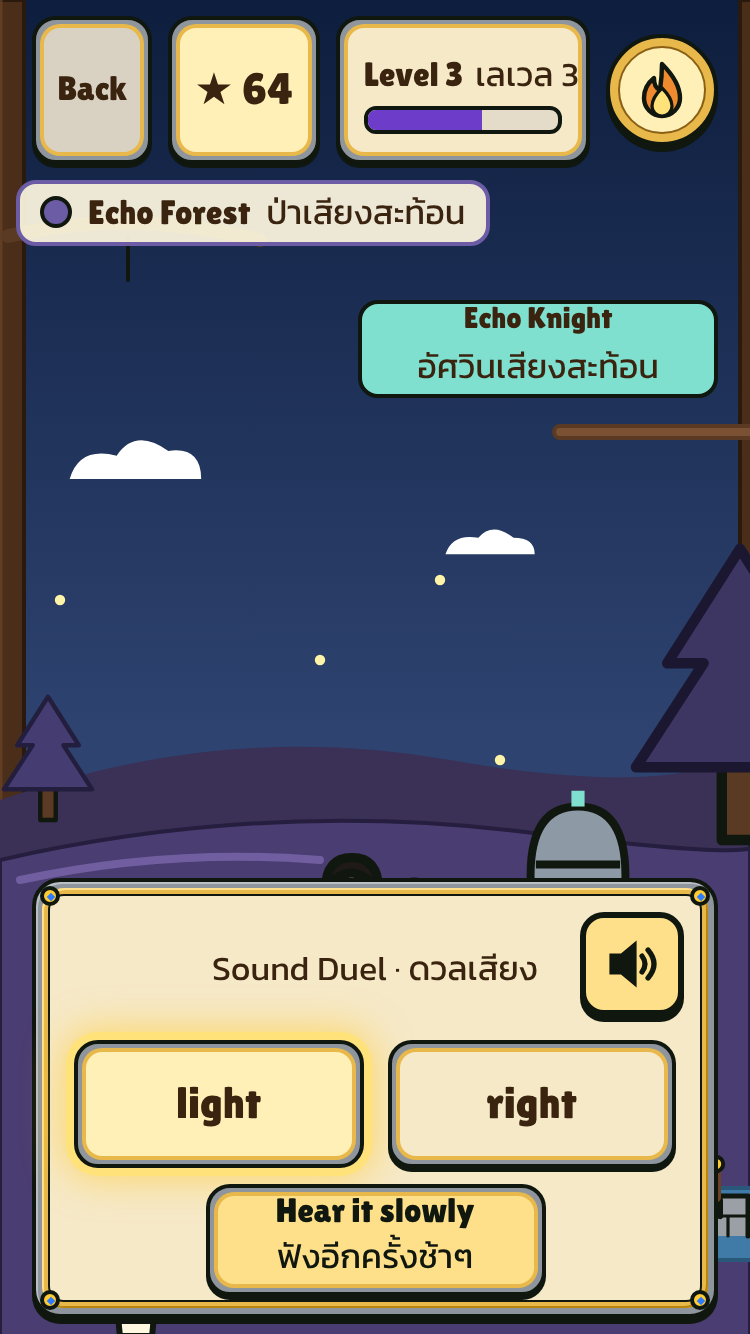 Back
★ 64
Level 3 เลเวล 3
Echo Forest ป่าเสียงสะท้อน
Echo Knight
อัศวินเสียงสะท้อน
Sound Duel · ดวลเสียง
light
right
Hear it slowly
ฟังอีกครั้งช้าๆ